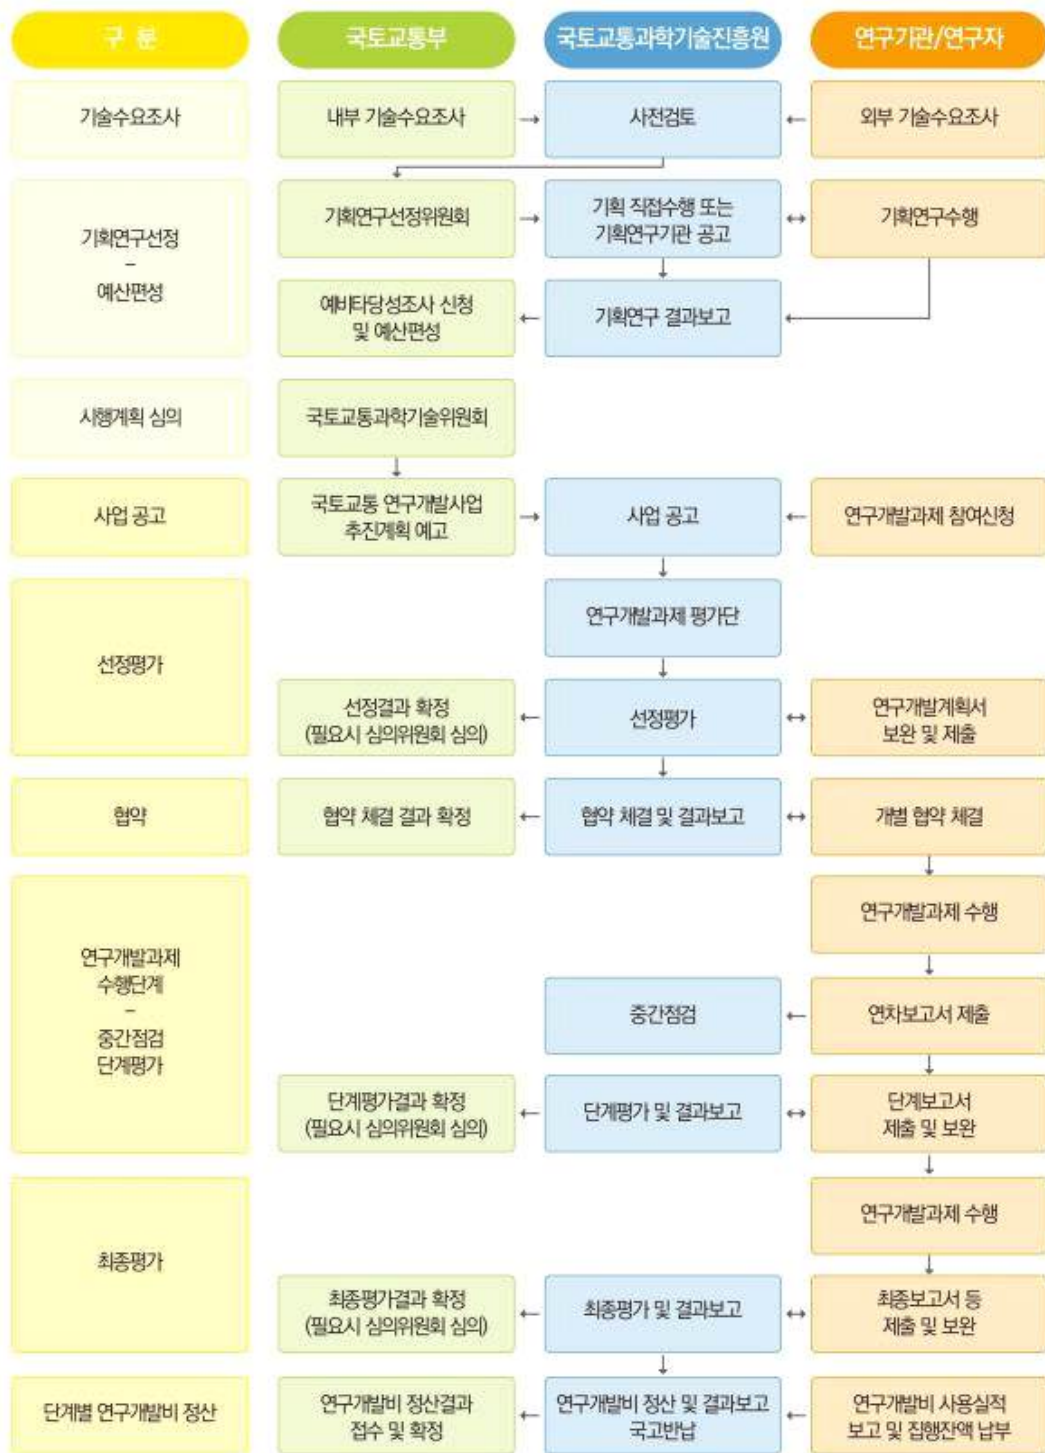 구 분
국토교통부
국토교통과학기술진흥원
연구기관/연구자
기술수요조사
내부 기술수요조사
사전검토
외부 기술수요조사
기획연구선정
–
예산편성
기획연구선정위원회
기획 직접수행 또는
기획연구기관 공고
기획연구수행
예비타당성조사 신청
및 예산편성
기획연구 결과보고
시행계획 심의
국토교통과학기술위원회
사업 공고
국토교통 연구개발사업
추진계획 예고
사업 공고
연구개발과제 참여신청
선정평가
연구개발과제 평가단
선정결과 확정
(필요시 심의위원회 심의)
선정평가
연구개발계획서
보완 및 제출
협약
협약 체결 결과 확정
협약 체결 및 결과보고
개별 협약 체결
연구개발과제
수행단계
–
중간점검
단계평가
연구개발과제 수행
중간점검
연차보고서 제출
단계평가결과 확정
(필요시 심의위원회 심의)
단계평가 및 결과보고
단계보고서
제출 및 보완
최종평가
연구개발과제 수행
최종평가결과 확정
(필요시 심의위원회 심의)
최종평가 및 결과보고
최종보고서 등
제출 및 보완
단계별 연구개발비 정산
연구개발비 정산결과
접수 및 확정
연구개발비 정산 및 결과보고
국고반납
연구개발비 사용실적
보고 및 집행잔액 납부